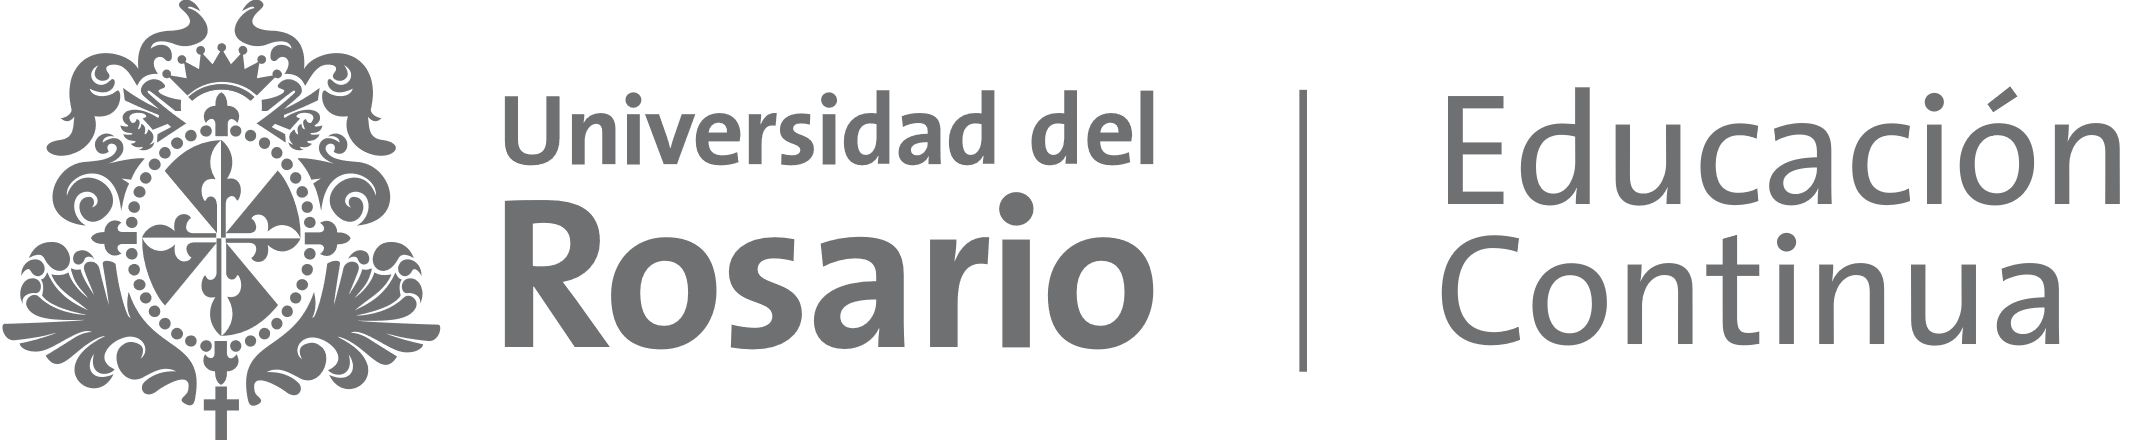 Universidad del
Rosario
Educación
Continua